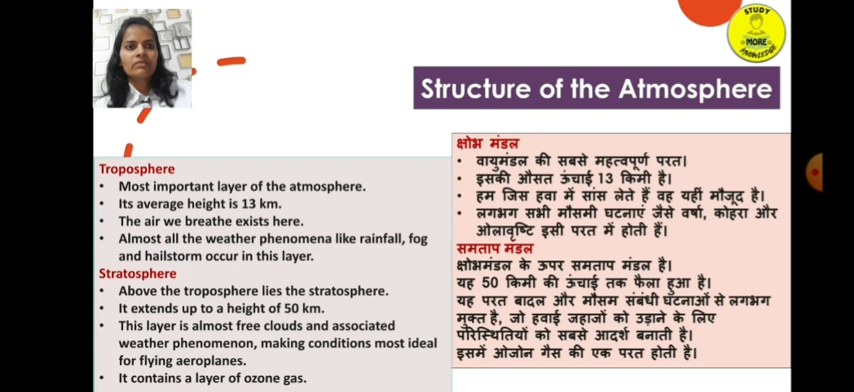 STUDY
MORE
KNOWLEDGE
Structure of the Atmosphere
Troposphere
• Most important layer of the atmosphere.
• Its average height is 13 km.
• The air we breathe exists here.
• Almost all the weather phenomena like rainfall, fog
and hailstorm occur in this layer.
Stratosphere
• Above the troposphere lies the stratosphere.
• It extends up to a height of 50 km.
• This layer is almost free clouds and associated
weather phenomenon, making conditions most ideal
for flying aeroplanes.
• It contains a layer of ozone gas.
क्षोभ मंडल
• वायुमंडल की सबसे महत्वपूर्ण परत।
• इसकी औसत ऊंचाई 13 किमी है।
• हम जिस हवा में सांस लेते हैं वह यहीं मौजूद है।
• लगभग सभी मौसमी घटनाएं जैसे वर्षा, कोहरा और
ओलावृष्टि इसी परत में होती हैं।
समताप मंडल
क्षोभमंडल के ऊपर समताप मंडल है।
यह 50 किमी की ऊंचाई तक फैला हुआ है।
यह परत बादल और मौसम संबंधी घटनाओं से लगभग
मुक्त है, जो हवाई जहाजों को उड़ाने के लिए
परिस्थितियों को सबसे आदर्श बनाती है।
इसमें ओजोन गैस की एक परत होती है।